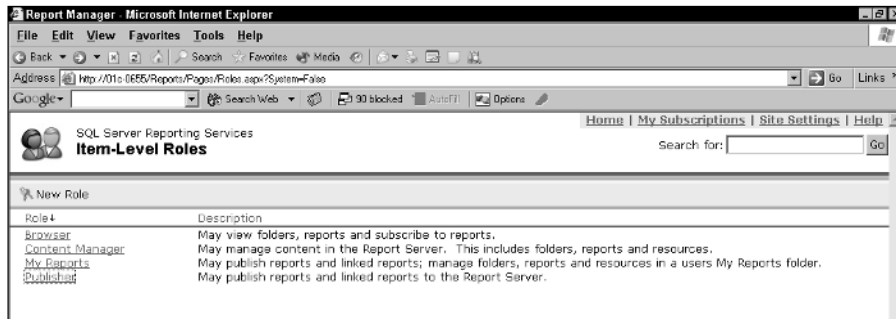 Report Manager - Microsoft Internet Explorer
File Edit View Favorites Tools Help
Back Search Favorites Media
Address http://01c-0655/Reports/Pages/Roles.aspx?System=False Go Links
Google Search Web 90 blocked AutoFill Options
Home | My Subscriptions | Site Settings | Help
SQL Server Reporting Services
Item-Level Roles
Search for: Go
New Role
Role↓ Description
Browser May view folders, reports and subscribe to reports.
Content Manager May manage content in the Report Server. This includes folders, reports and resources.
My Reports May publish reports and linked reports; manage folders, reports and resources in a users My Reports folder.
Publisher May publish reports and linked reports to the Report Server.